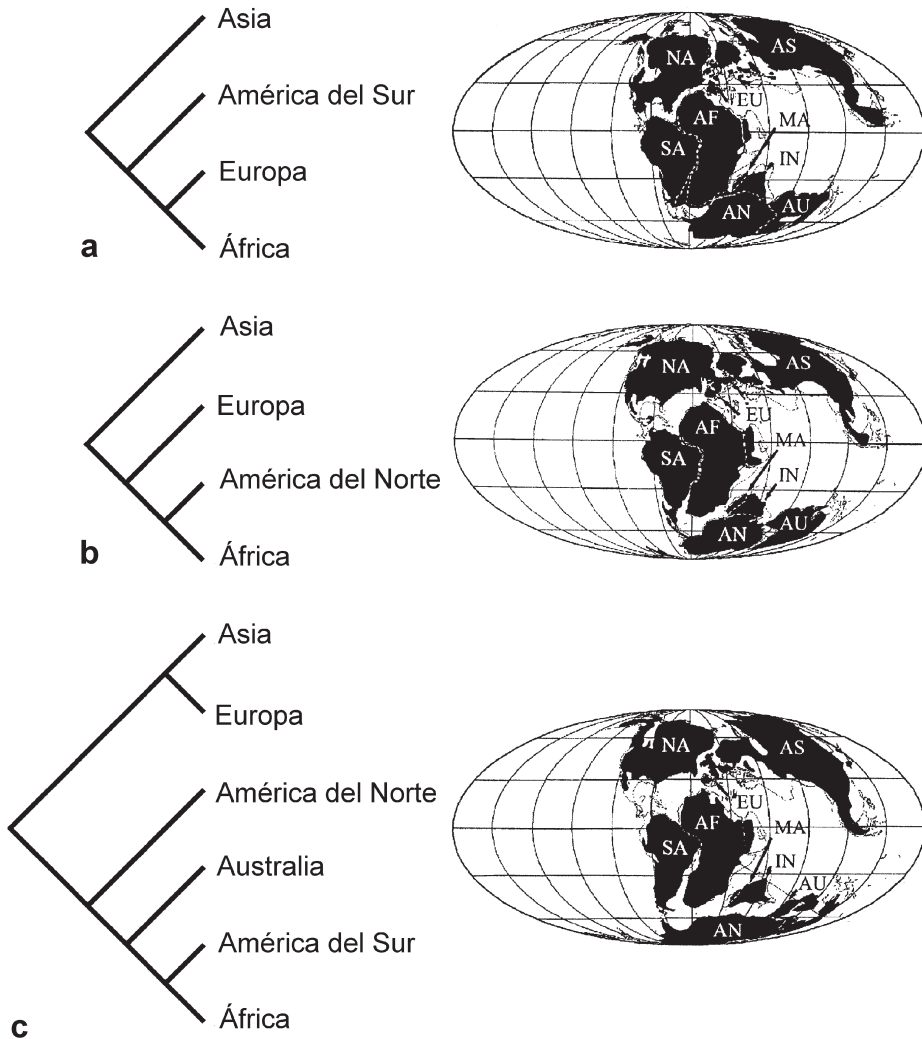 Asia
América del Sur
Europa
África
a
NA
AS
EU
AF
MA
SA
IN
AN
AU
Asia
Europa
América del Norte
África
b
NA
AS
EU
AF
MA
SA
IN
AN
AU
Asia
Europa
América del Norte
Australia
América del Sur
África
c
NA
AS
EU
AF
MA
SA
IN
AU
AN